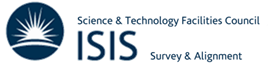 Science & Technology Facilities Council
ISIS
Survey & Alignment